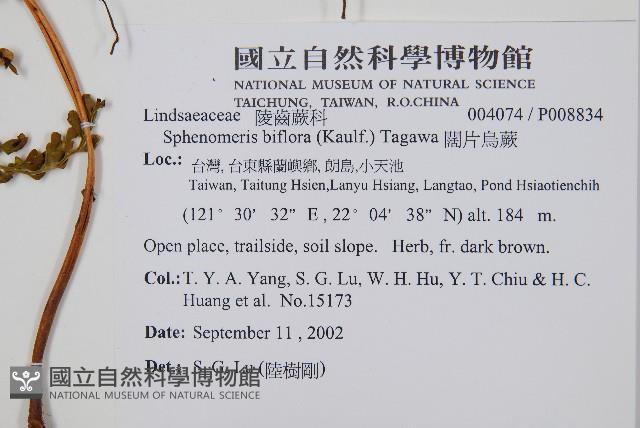 國立自然科學博物館
NATIONAL MUSEUM OF NATURAL SCIENCE
TAICHUNG, TAIWAN, R.O.CHINA
Lindsaeaceae 陵齒蕨科 004074 / P008834
Sphenomeris biflora (Kaulf.) Tagawa 闊片烏蕨
Loc.: 台灣, 台東縣蘭嶼鄉, 朗島,小天池
Taiwan, Taitung Hsien,Lanyu Hsiang, Langtao, Pond Hsiaotienchih
(121° 30' 32" E , 22° 04' 38" N) alt. 184 m.
Open place, trailside, soil slope. Herb, fr. dark brown.
Col.:T. Y. A. Yang, S. G. Lu, W. H. Hu, Y. T. Chiu & H. C.
Huang et al. No.15173
Date: September 11 , 2002
Det.: S. G. Lu (陸樹剛)
國立自然科學博物館
NATIONAL MUSEUM OF NATURAL SCIENCE